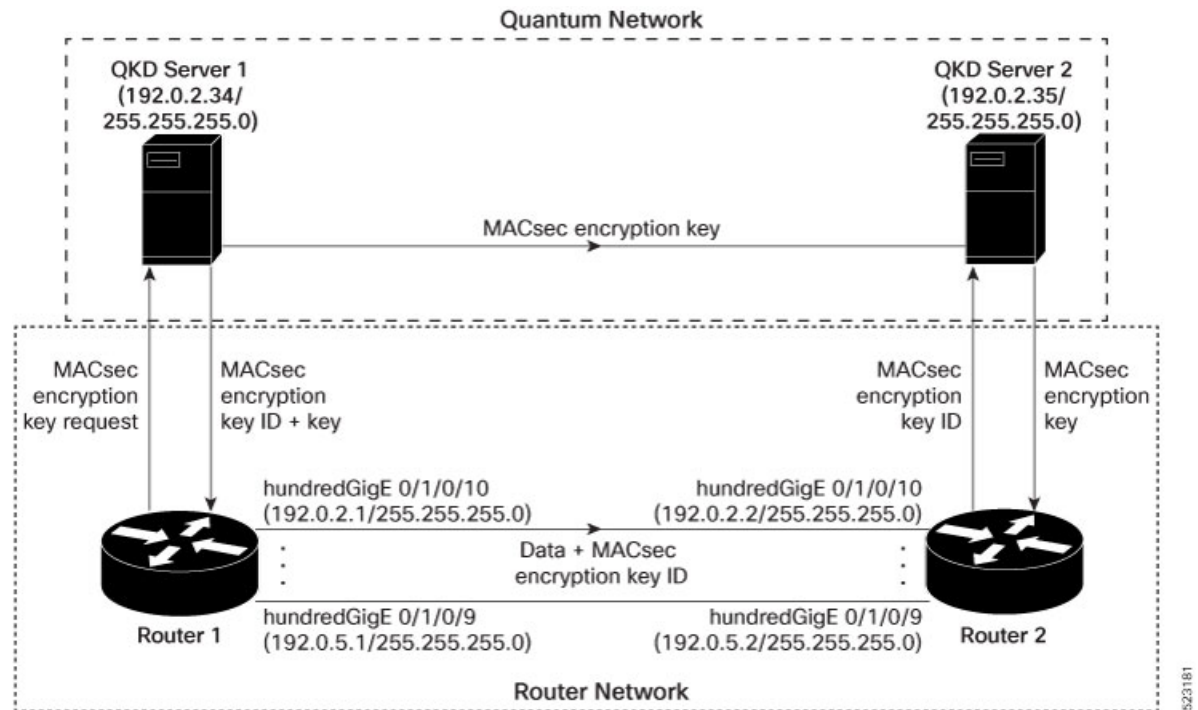 Quantum Network
QKD Server 1
(192.0.2.34/
255.255.255.0)
QKD Server 2
(192.0.2.35/
255.255.255.0)
MACsec encryption key
MACsec
encryption
key request
MACsec
encryption
key ID + key
MACsec
encryption
key ID
MACsec
encryption
key
hundredGigE 0/1/0/10
(192.0.2.1/255.255.255.0)
hundredGigE 0/1/0/10
(192.0.2.2/255.255.255.0)
Data + MACsec
encryption key ID
hundredGigE 0/1/0/9
(192.0.5.1/255.255.255.0)
hundredGigE 0/1/0/9
(192.0.5.2/255.255.255.0)
Router 1
Router 2
Router Network
523181